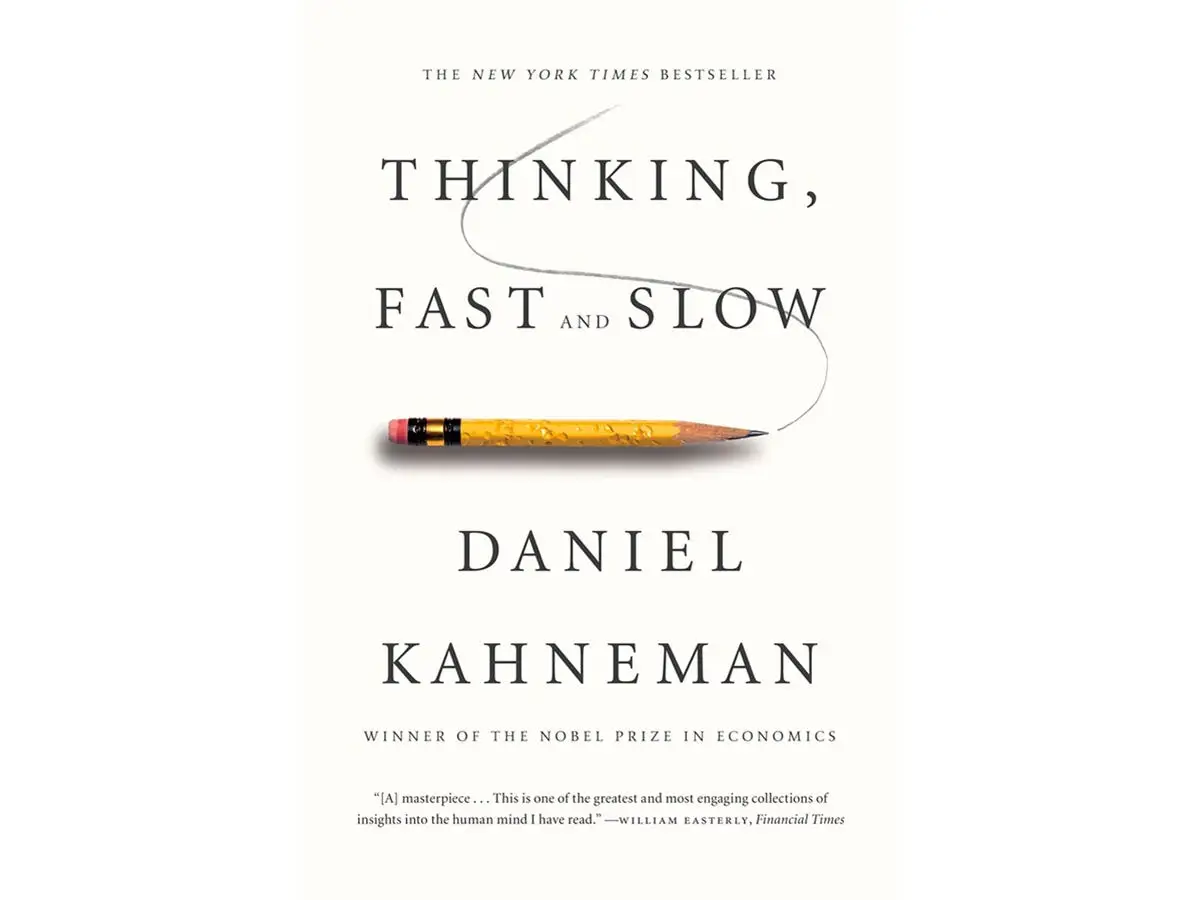 THE NEW YORK TIMES BESTSELLER
THINKING,
FAST AND SLOW
DANIEL
KAHNEMAN
WINNER OF THE NOBEL PRIZE IN ECONOMICS
“[A] masterpiece . . . This is one of the greatest and most engaging collections of
insights into the human mind I have read.” —WILLIAM EASTERLY, Financial Times